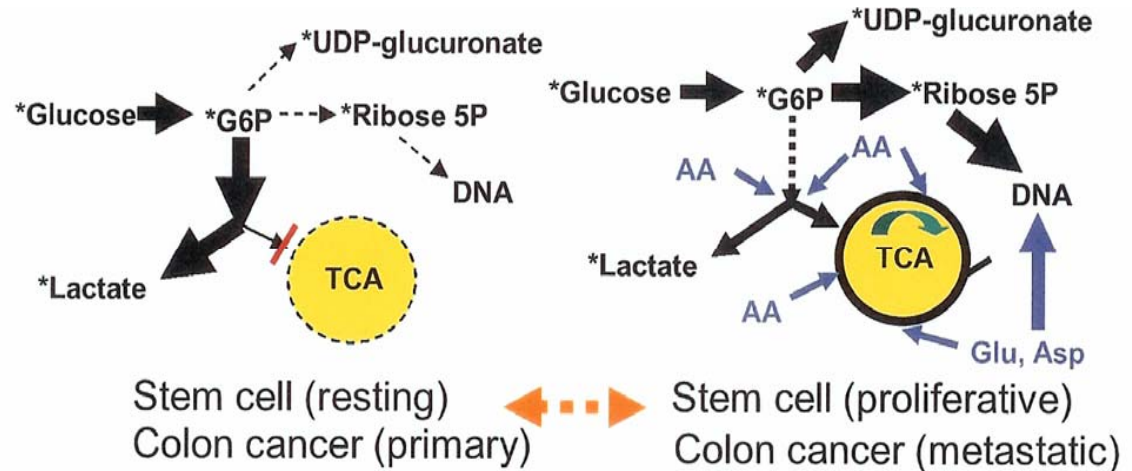 *UDP-glucuronate
*Glucose
*G6P
*Ribose 5P
DNA
*Lactate
TCA
Stem cell (resting)
Colon cancer (primary)
*UDP-glucuronate
*Glucose
*G6P
*Ribose 5P
AA
AA
DNA
*Lactate
TCA
AA
Glu, Asp
Stem cell (proliferative)
Colon cancer (metastatic)